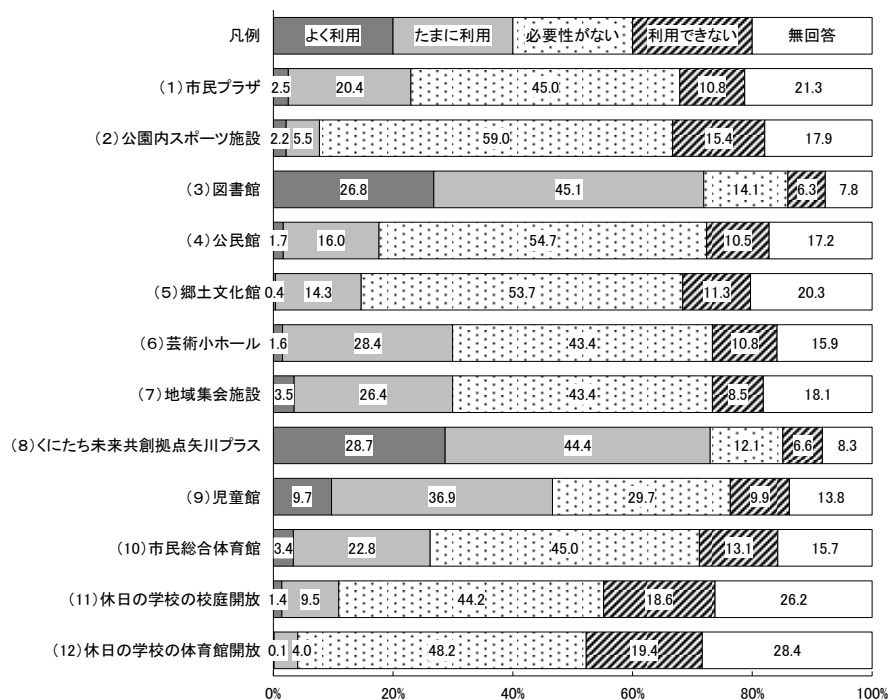 凡例 よく利用 たまに利用 必要性がない 利用できない 無回答
(1)市民プラザ 2.5 20.4 45.0 10.8 21.3
(2)公園内スポーツ施設 2.2 5.5 59.0 15.4 17.9
(3)図書館 26.8 45.1 14.1 6.3 7.8
(4)公民館 1.7 16.0 54.7 10.5 17.2
(5)郷土文化館 0.4 14.3 53.7 11.3 20.3
(6)芸術小ホール 1.6 28.4 43.4 10.8 15.9
(7)地域集会施設 3.5 26.4 43.4 8.5 18.1
(8)くにたち未来共創拠点矢川プラス 28.7 44.4 12.1 6.6 8.3
(9)児童館 9.7 36.9 29.7 9.9 13.8
(10)市民総合体育館 3.4 22.8 45.0 13.1 15.7
(11)休日の学校の校庭開放 1.4 9.5 44.2 18.6 26.2
(12)休日の学校の体育館開放 0.1 4.0 48.2 19.4 28.4
0% 20% 40% 60% 80% 100%